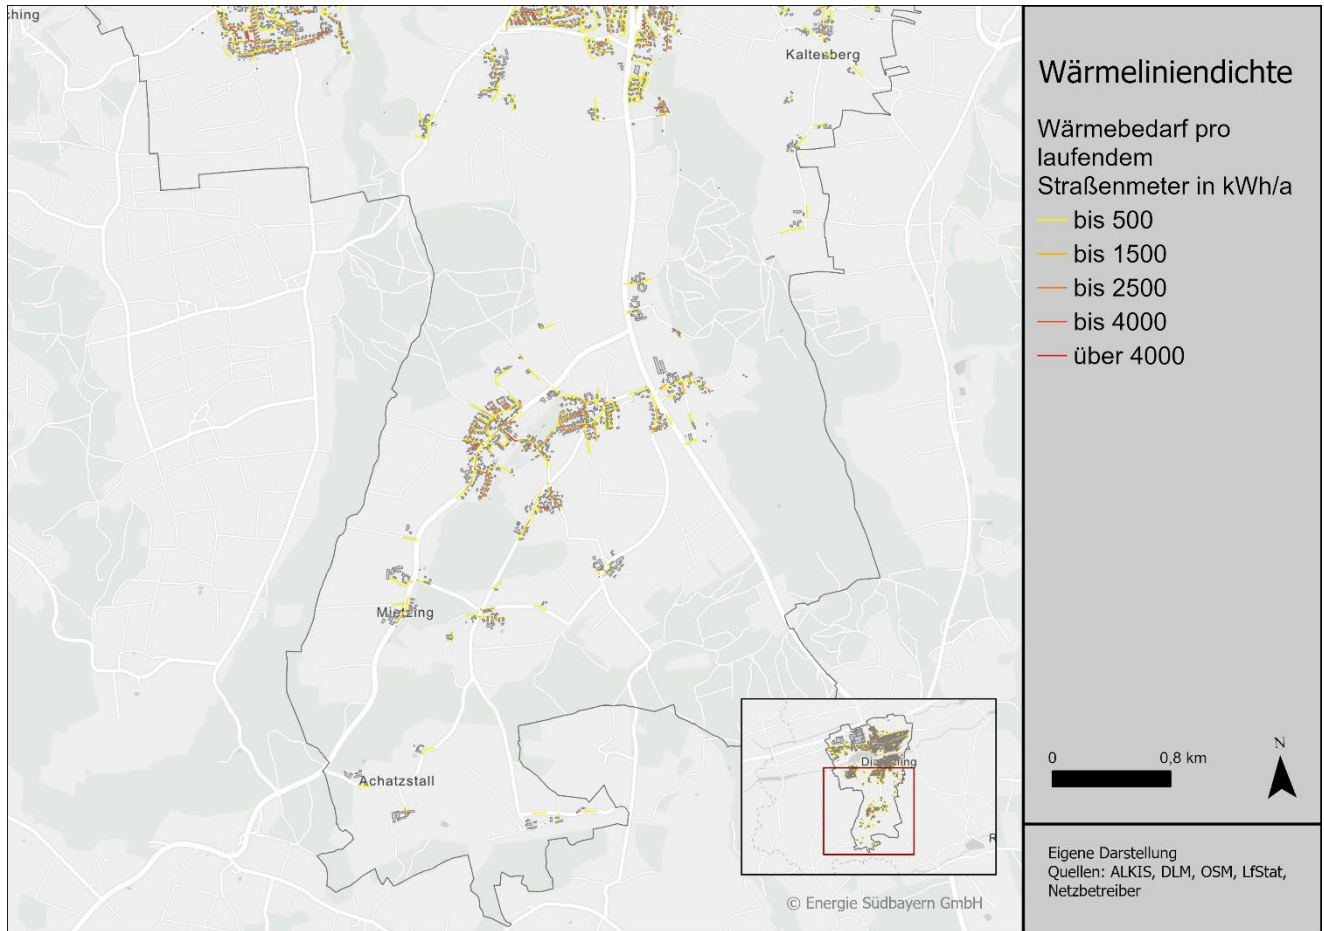 ching
Kaltenberg
Mietzing
Achatzstall
© Energie Südbayern GmbH
R
Wärmeliniendichte
Wärmebedarf pro
laufendem
Straßenmeter in kWh/a
bis 500
bis 1500
bis 2500
bis 4000
über 4000
0 0,8 km
N
Eigene Darstellung
Quellen: ALKIS, DLM, OSM, LfStat,
Netzbetreiber